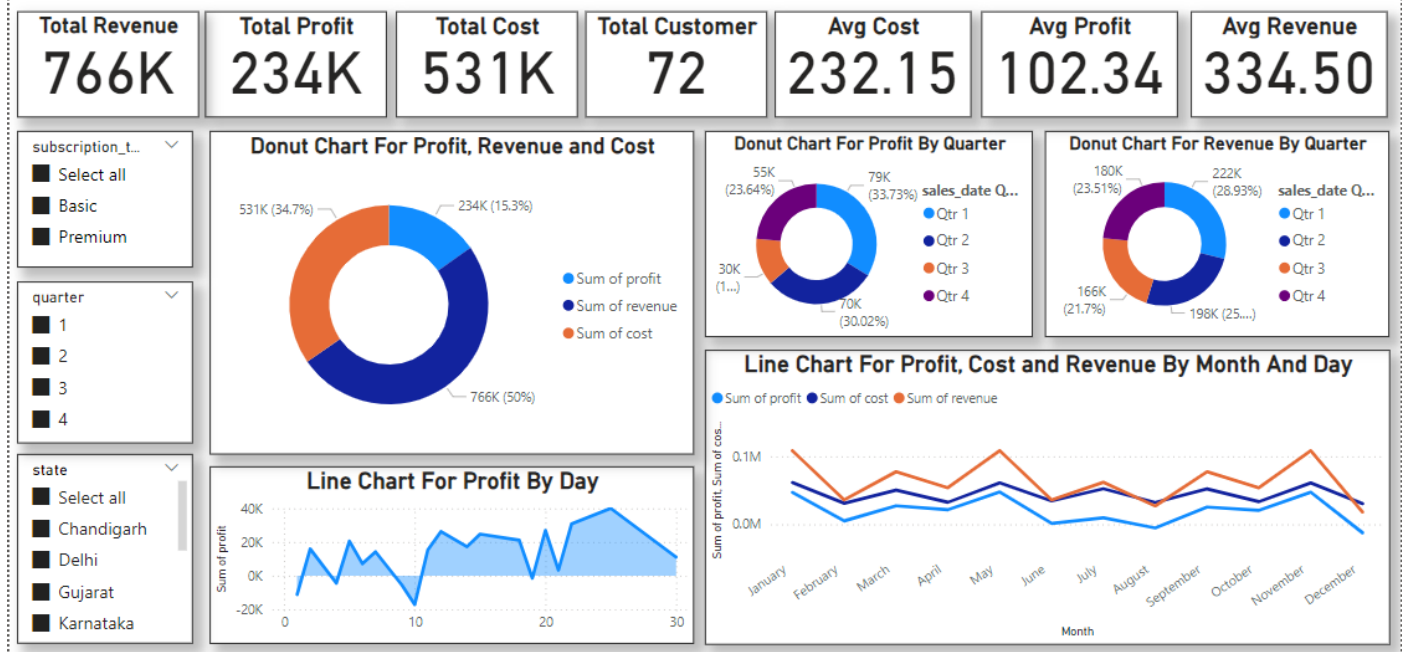 Total Revenue
766K
Total Profit
234K
Total Cost
531K
Total Customer
72
Avg Cost
232.15
Avg Profit
102.34
Avg Revenue
334.50
subscription_t...
Select all
Basic
Premium
quarter
1
2
3
4
state
Select all
Chandigarh
Delhi
Gujarat
Karnataka
Donut Chart For Profit, Revenue and Cost
531K (34.7%)
234K (15.3%)
766K (50%)
Sum of profit
Sum of revenue
Sum of cost
Donut Chart For Profit By Quarter
55K
(23.64%)
79K
(33.73%)
30K
(1...)
70K
(30.02%)
sales_date Q...
Qtr 1
Qtr 2
Qtr 3
Qtr 4
Donut Chart For Revenue By Quarter
180K
(23.51%)
222K
(28.93%)
166K
(21.7%)
198K (25....)
sales_date Q...
Qtr 1
Qtr 2
Qtr 3
Qtr 4
Line Chart For Profit By Day
Sum of profit
40K
20K
0K
-20K
0
10
20
30
Line Chart For Profit, Cost and Revenue By Month And Day
Sum of profit
Sum of cost
Sum of revenue
Sum of profit, Sum of cos...
0.1M
0.0M
January
February
March
April
May
June
July
August
September
October
November
December
Month